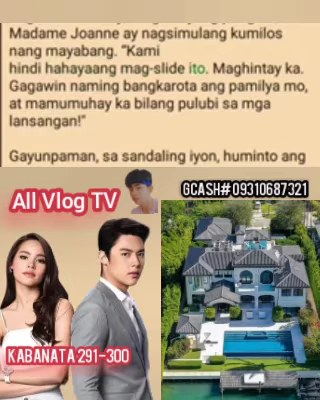 Madame Joanne ay nagsimulang kumilos
nang mayabang. “Kami
hindi hahayaang mag-slide ito. Maghintay ka.
Gagawin naming bangkarota ang pamilya mo,
at mamumuhay ka bilang pulubi sa mga
lansangan!"
Gayunpaman, sa sandaling iyon, huminto ang
All Vlog TV
GCASH# 09310687321
KABANATA 291-300